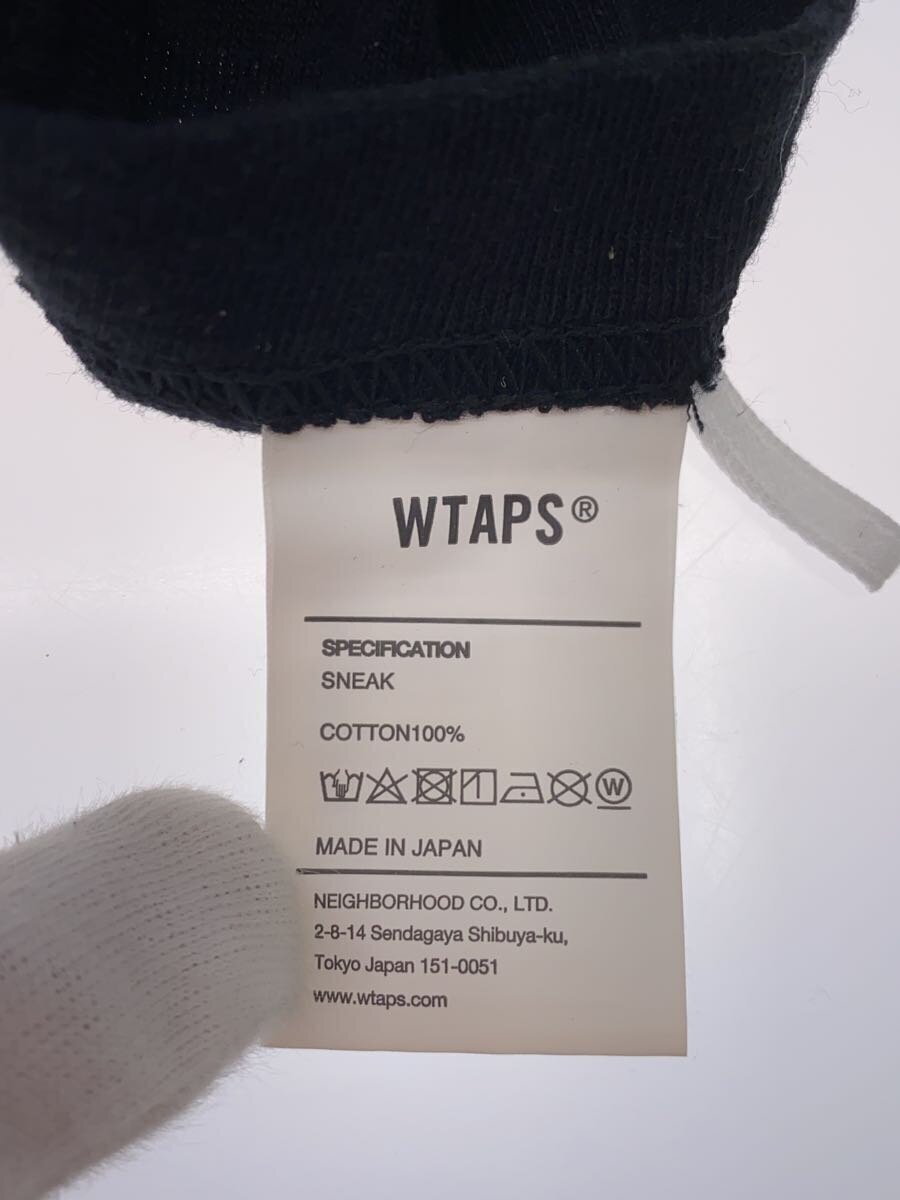 WTAPS®
SPECIFICATION
SNEAK
COTTON100%
W
MADE IN JAPAN
NEIGHBORHOOD CO., LTD.
2-8-14 Sendagaya Shibuya-ku,
Tokyo Japan 151-0051
www.wtaps.com